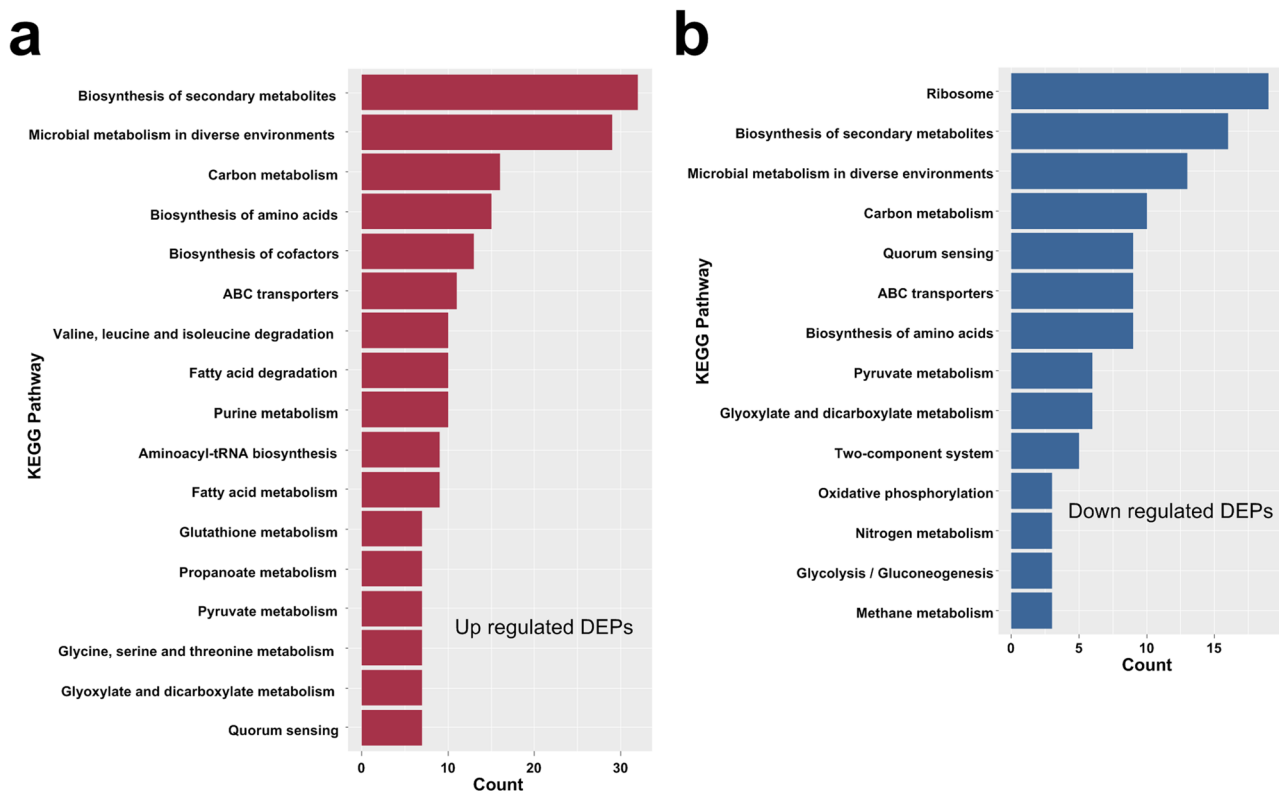 a
Biosynthesis of secondary metabolites
Microbial metabolism in diverse environments
Carbon metabolism
Biosynthesis of amino acids
Biosynthesis of cofactors
ABC transporters
Valine, leucine and isoleucine degradation
Fatty acid degradation
Purine metabolism
Aminoacyl-tRNA biosynthesis
Fatty acid metabolism
Glutathione metabolism
Propanoate metabolism
Pyruvate metabolism
Glycine, serine and threonine metabolism
Glyoxylate and dicarboxylate metabolism
Quorum sensing
KEGG Pathway
Up regulated DEPs
0 10 20 30
Count
b
Ribosome
Biosynthesis of secondary metabolites
Microbial metabolism in diverse environments
Carbon metabolism
Quorum sensing
ABC transporters
Biosynthesis of amino acids
Pyruvate metabolism
Glyoxylate and dicarboxylate metabolism
Two-component system
Oxidative phosphorylation
Nitrogen metabolism
Glycolysis / Gluconeogenesis
Methane metabolism
KEGG Pathway
Down regulated DEPs
0 5 10 15
Count